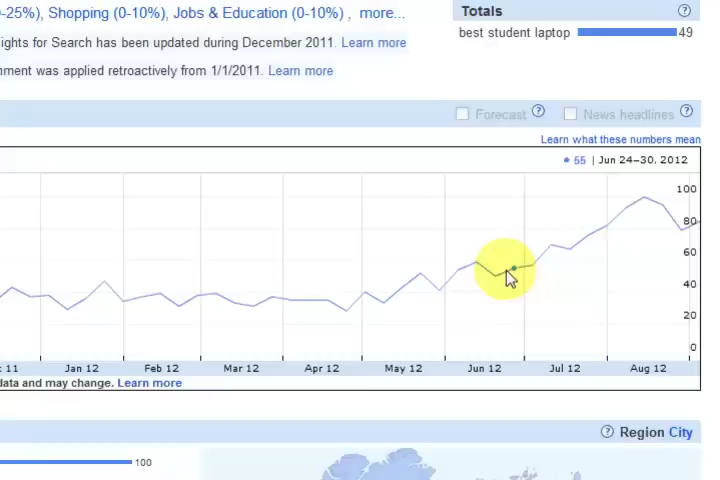 -25%), Shopping (0-10%), Jobs & Education (0-10%) , more...
Totals
best student laptop 49
ights for Search has been updated during December 2011. Learn more
nment was applied retroactively from 1/1/2011. Learn more
Forecast News headlines
Learn what these numbers mean
55 | Jun 24–30, 2012
100
80
60
40
20
0
11 Jan 12 Feb 12 Mar 12 Apr 12 May 12 Jun 12 Jul 12 Aug 12
data and may change. Learn more
Region City
100